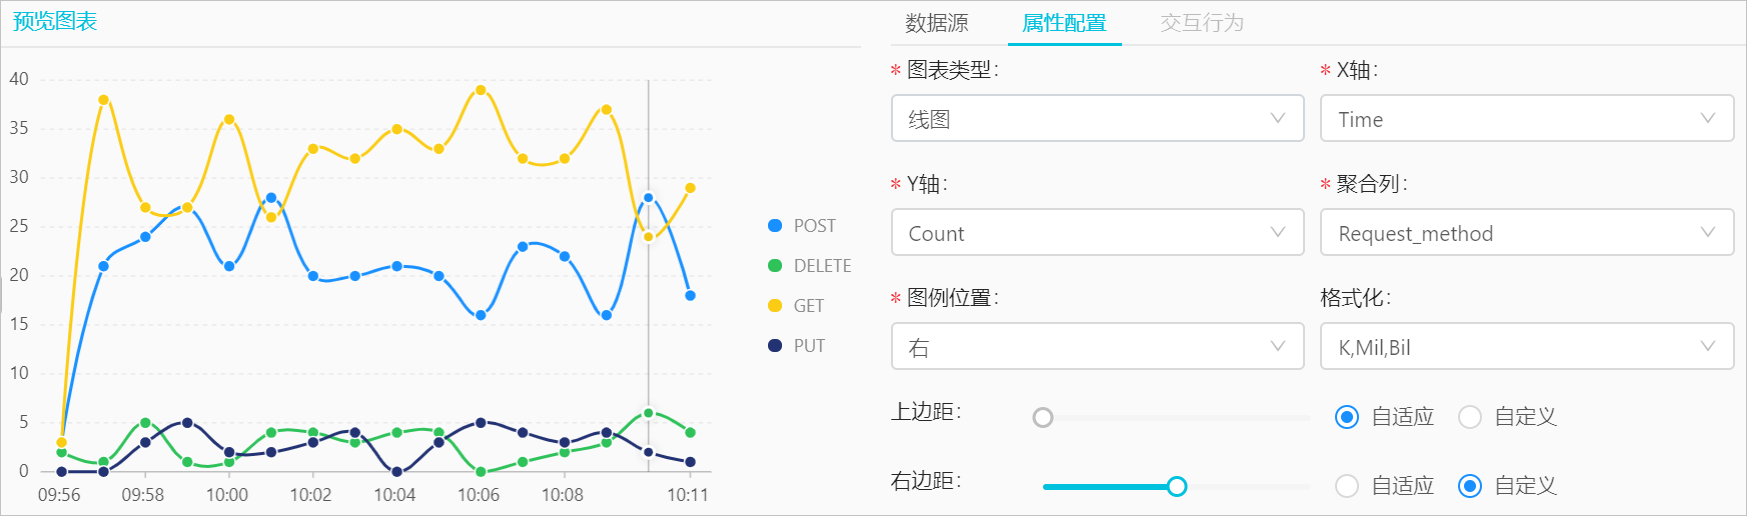 预览图表
40
35
30
25
20
15
10
5
0
09:56
09:58
10:00
10:02
10:04
10:06
10:08
10:11
POST
DELETE
GET
PUT
数据源
属性配置
交互行为
* 图表类型:
* X轴:
线图
Time
* Y轴:
* 聚合列:
Count
Request_method
* 图例位置:
格式化:
右
K,Mil,Bil
上边距:
自适应
自定义
右边距:
自适应
自定义